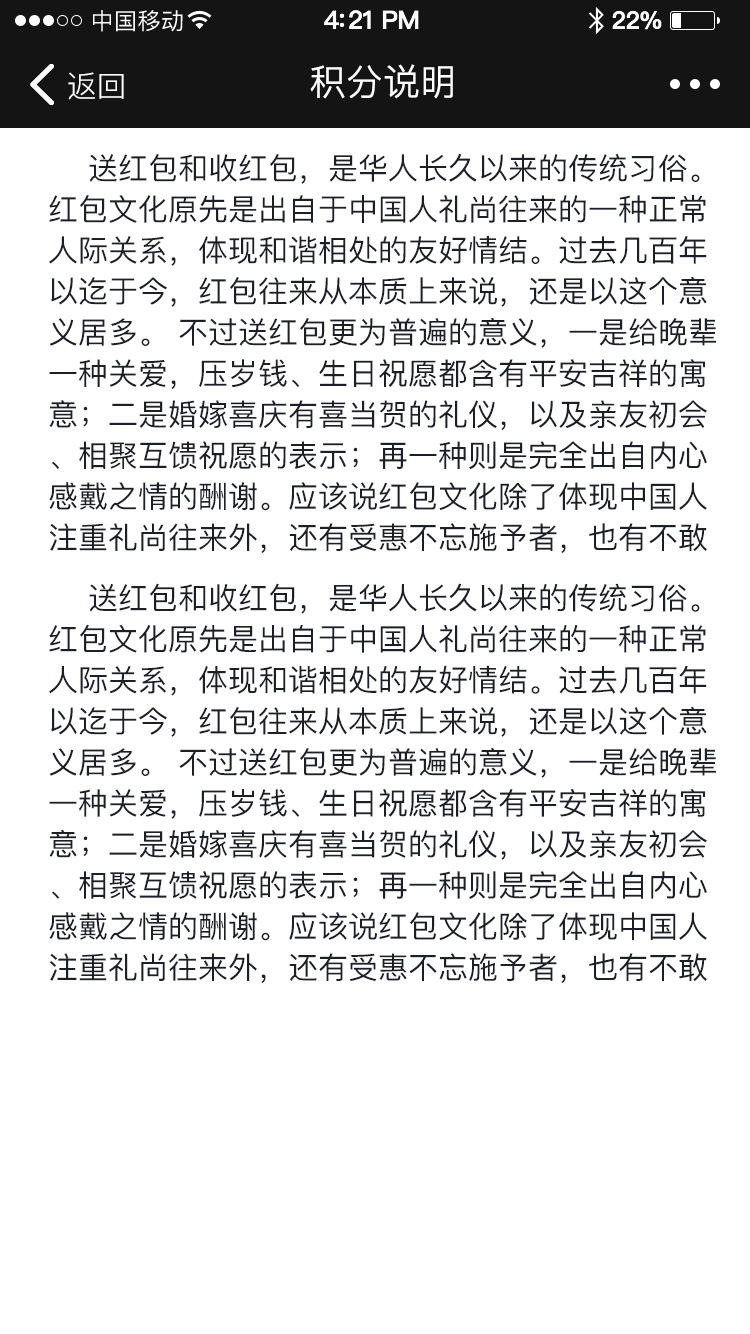 中国移动 4:21 PM 22%
返回 积分说明
送红包和收红包，是华人长久以来的传统习俗。
红包文化原先是出自于中国人礼尚往来的一种正常
人际关系，体现和谐相处的友好情结。过去几百年
以迄于今，红包往来从本质上来说，还是以这个意
义居多。 不过送红包更为普遍的意义，一是给晚辈
一种关爱，压岁钱、生日祝愿都含有平安吉祥的寓
意；二是婚嫁喜庆有喜当贺的礼仪，以及亲友初会
、相聚互馈祝愿的表示；再一种则是完全出自内心
感戴之情的酬谢。应该说红包文化除了体现中国人
注重礼尚往来外，还有受惠不忘施予者，也有不敢
送红包和收红包，是华人长久以来的传统习俗。
红包文化原先是出自于中国人礼尚往来的一种正常
人际关系，体现和谐相处的友好情结。过去几百年
以迄于今，红包往来从本质上来说，还是以这个意
义居多。 不过送红包更为普遍的意义，一是给晚辈
一种关爱，压岁钱、生日祝愿都含有平安吉祥的寓
意；二是婚嫁喜庆有喜当贺的礼仪，以及亲友初会
、相聚互馈祝愿的表示；再一种则是完全出自内心
感戴之情的酬谢。应该说红包文化除了体现中国人
注重礼尚往来外，还有受惠不忘施予者，也有不敢